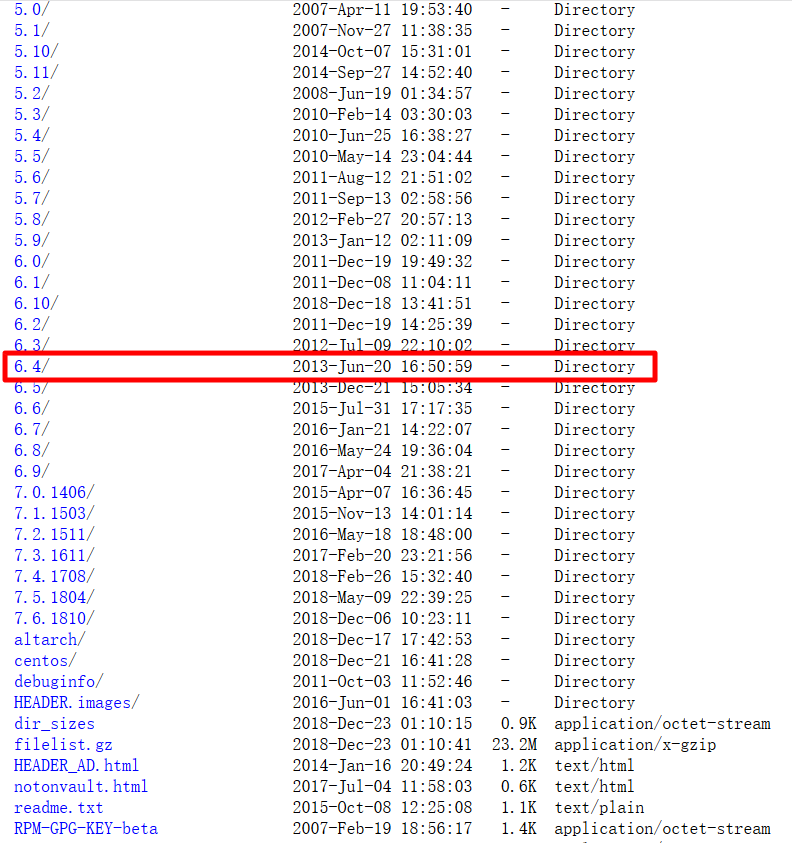 5.0/ 2007-Apr-11 19:53:40 - Directory
5.1/ 2007-Nov-27 11:38:35 - Directory
5.10/ 2014-Oct-07 15:31:01 - Directory
5.11/ 2014-Sep-27 14:52:40 - Directory
5.2/ 2008-Jun-19 01:34:57 - Directory
5.3/ 2010-Feb-14 03:30:03 - Directory
5.4/ 2010-Jun-25 16:38:27 - Directory
5.5/ 2010-May-14 23:04:44 - Directory
5.6/ 2011-Aug-12 21:51:02 - Directory
5.7/ 2011-Sep-13 02:58:56 - Directory
5.8/ 2012-Feb-27 20:57:13 - Directory
5.9/ 2013-Jan-12 02:11:09 - Directory
6.0/ 2011-Dec-19 19:49:32 - Directory
6.1/ 2011-Dec-08 11:04:11 - Directory
6.10/ 2018-Dec-18 13:41:51 - Directory
6.2/ 2011-Dec-19 14:25:39 - Directory
6.3/ 2012-Jul-09 22:10:02 - Directory
6.4/ 2013-Jun-20 16:50:59 - Directory
6.5/ 2013-Dec-21 15:05:34 - Directory
6.6/ 2015-Jul-31 17:17:35 - Directory
6.7/ 2016-Jan-21 14:22:07 - Directory
6.8/ 2016-May-24 19:36:04 - Directory
6.9/ 2017-Apr-04 21:38:21 - Directory
7.0.1406/ 2015-Apr-07 16:36:45 - Directory
7.1.1503/ 2015-Nov-13 14:01:14 - Directory
7.2.1511/ 2016-May-18 18:48:00 - Directory
7.3.1611/ 2017-Feb-20 23:21:56 - Directory
7.4.1708/ 2018-Feb-26 15:32:40 - Directory
7.5.1804/ 2018-May-09 22:39:25 - Directory
7.6.1810/ 2018-Dec-06 10:23:11 - Directory
altarch/ 2018-Dec-17 17:42:53 - Directory
centos/ 2018-Dec-21 16:41:28 - Directory
debuginfo/ 2011-Oct-03 11:52:46 - Directory
HEADER.images/ 2016-Jun-01 16:41:03 - Directory
dir_sizes 2018-Dec-23 01:10:15 0.9K application/octet-stream
filelist.gz 2018-Dec-23 01:10:41 23.2M application/x-gzip
HEADER_AD.html 2014-Jan-16 20:49:24 1.2K text/html
notonvault.html 2017-Jul-04 11:58:03 0.6K text/html
readme.txt 2015-Oct-08 12:25:08 1.1K text/plain
RPM-GPG-KEY-beta 2007-Feb-19 18:56:17 1.4K application/octet-stream